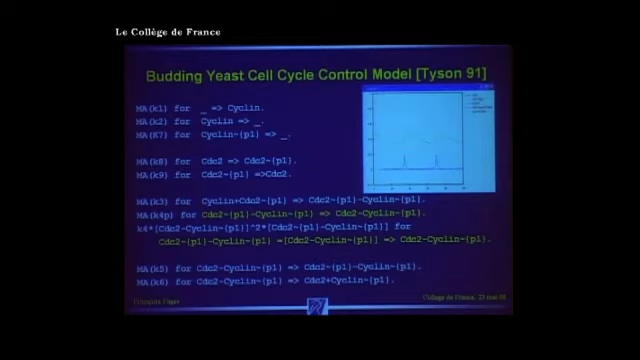 Le Collège de France
Budding Yeast Cell Cycle Control Model [Tyson 91]
MA(k1) for _ => Cyclin.
MA(k2) for Cyclin => _.
MA(K7) for Cyclin~{p1} => _.
MA(k8) for Cdc2 => Cdc2~{p1}.
MA(k9) for Cdc2~{p1} =>Cdc2.
MA(k3) for Cyclin+Cdc2~{p1} => Cdc2~{p1}-Cyclin~{p1}.
MA(k4p) for Cdc2~{p1}-Cyclin~{p1} => Cdc2-Cyclin~{p1}.
k4*[Cdc2-Cyclin~{p1}]^2*[Cdc2~{p1}-Cyclin~{p1}] for
Cdc2~{p1}-Cyclin~{p1} =[Cdc2-Cyclin~{p1}] => Cdc2-Cyclin~{p1}.
MA(k5) for Cdc2-Cyclin~{p1} => Cdc2~{p1}-Cyclin~{p1}.
MA(k6) for Cdc2-Cyclin~{p1} => Cdc2+Cyclin~{p1}.
François Fages
Collège de France, 23 mai 08